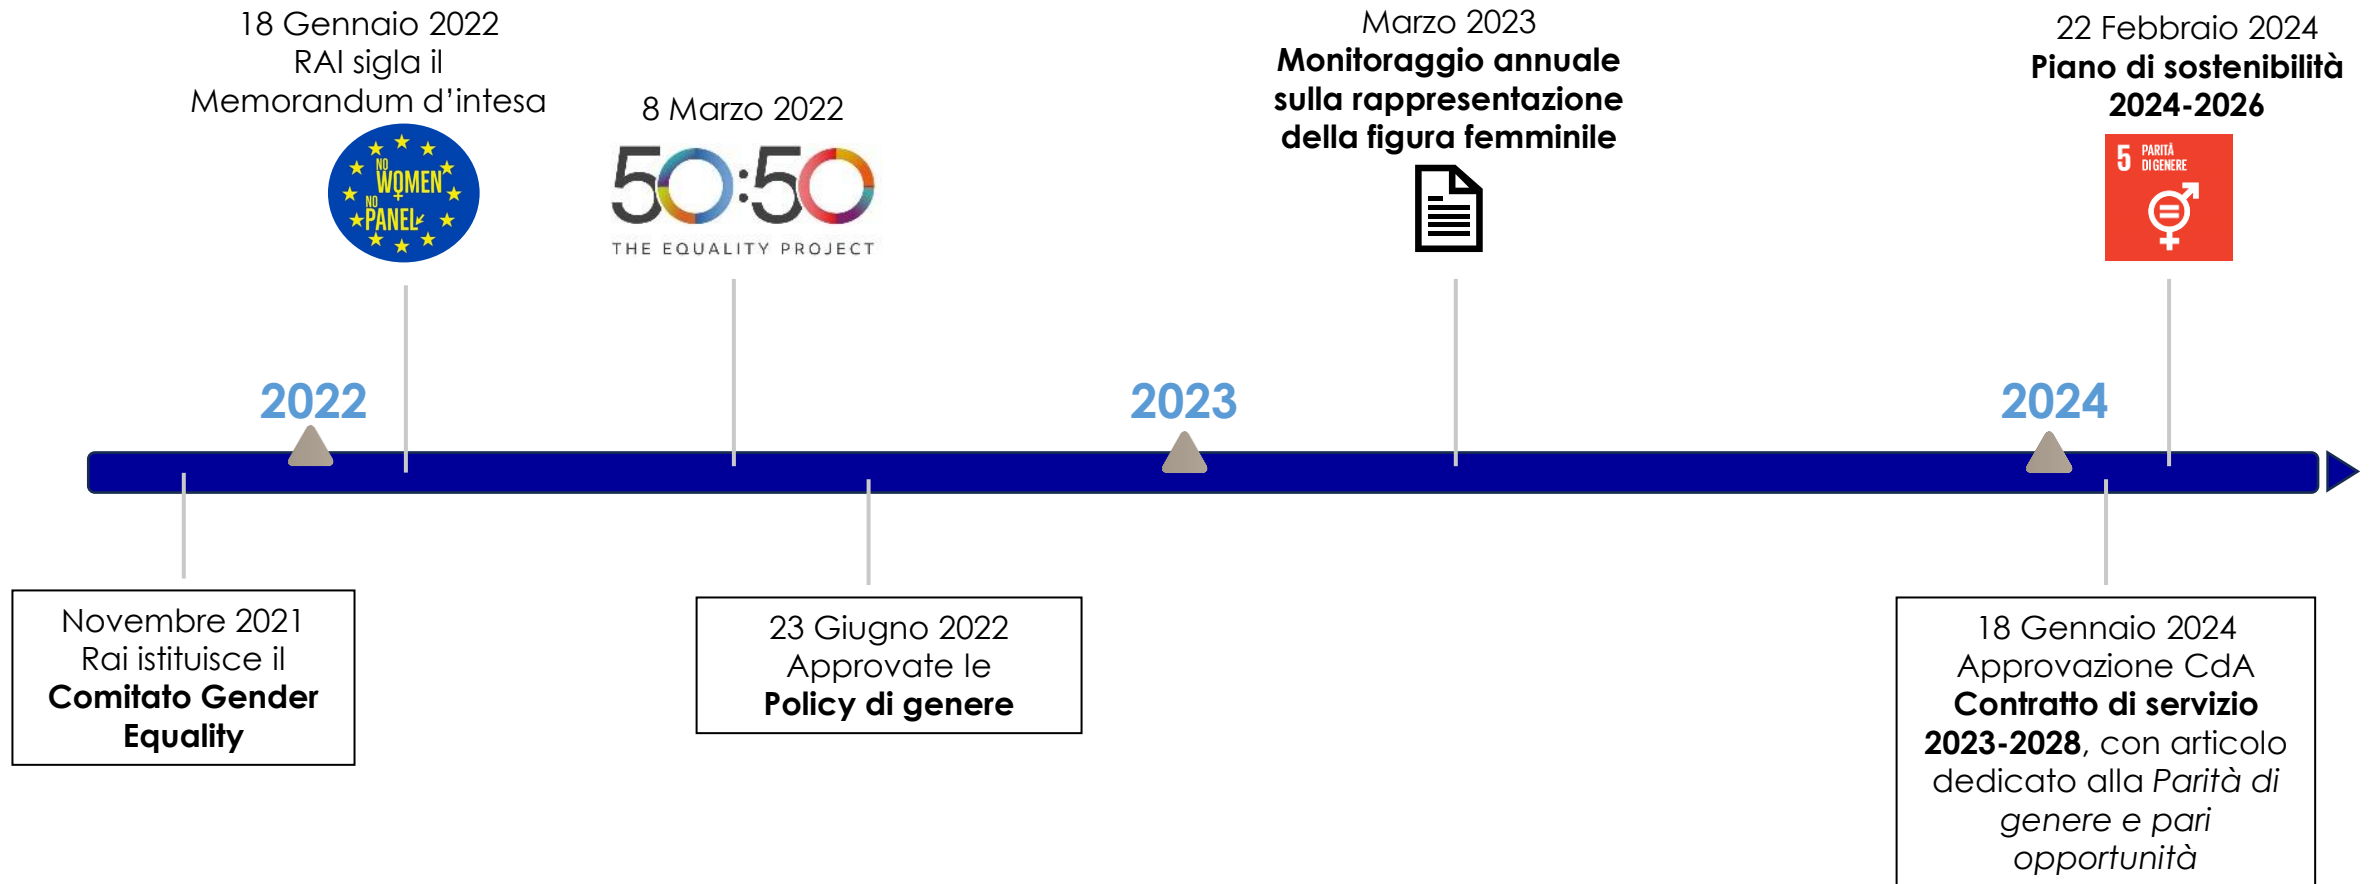 18 Gennaio 2022
RAI sigla il
Memorandum d'intesa
NO
WOMEN
NO
PANEL
8 Marzo 2022
50:50
THE EQUALITY PROJECT
Marzo 2023
Monitoraggio annuale
sulla rappresentazione
della figura femminile
22 Febbraio 2024
Piano di sostenibilità
2024-2026
5 PARITÀ
DI GENERE
2022
2023
2024
Novembre 2021
Rai istituisce il
Comitato Gender
Equality
23 Giugno 2022
Approvate le
Policy di genere
18 Gennaio 2024
Approvazione CdA
Contratto di servizio
2023-2028, con articolo
dedicato alla Parità di
genere e pari
opportunità